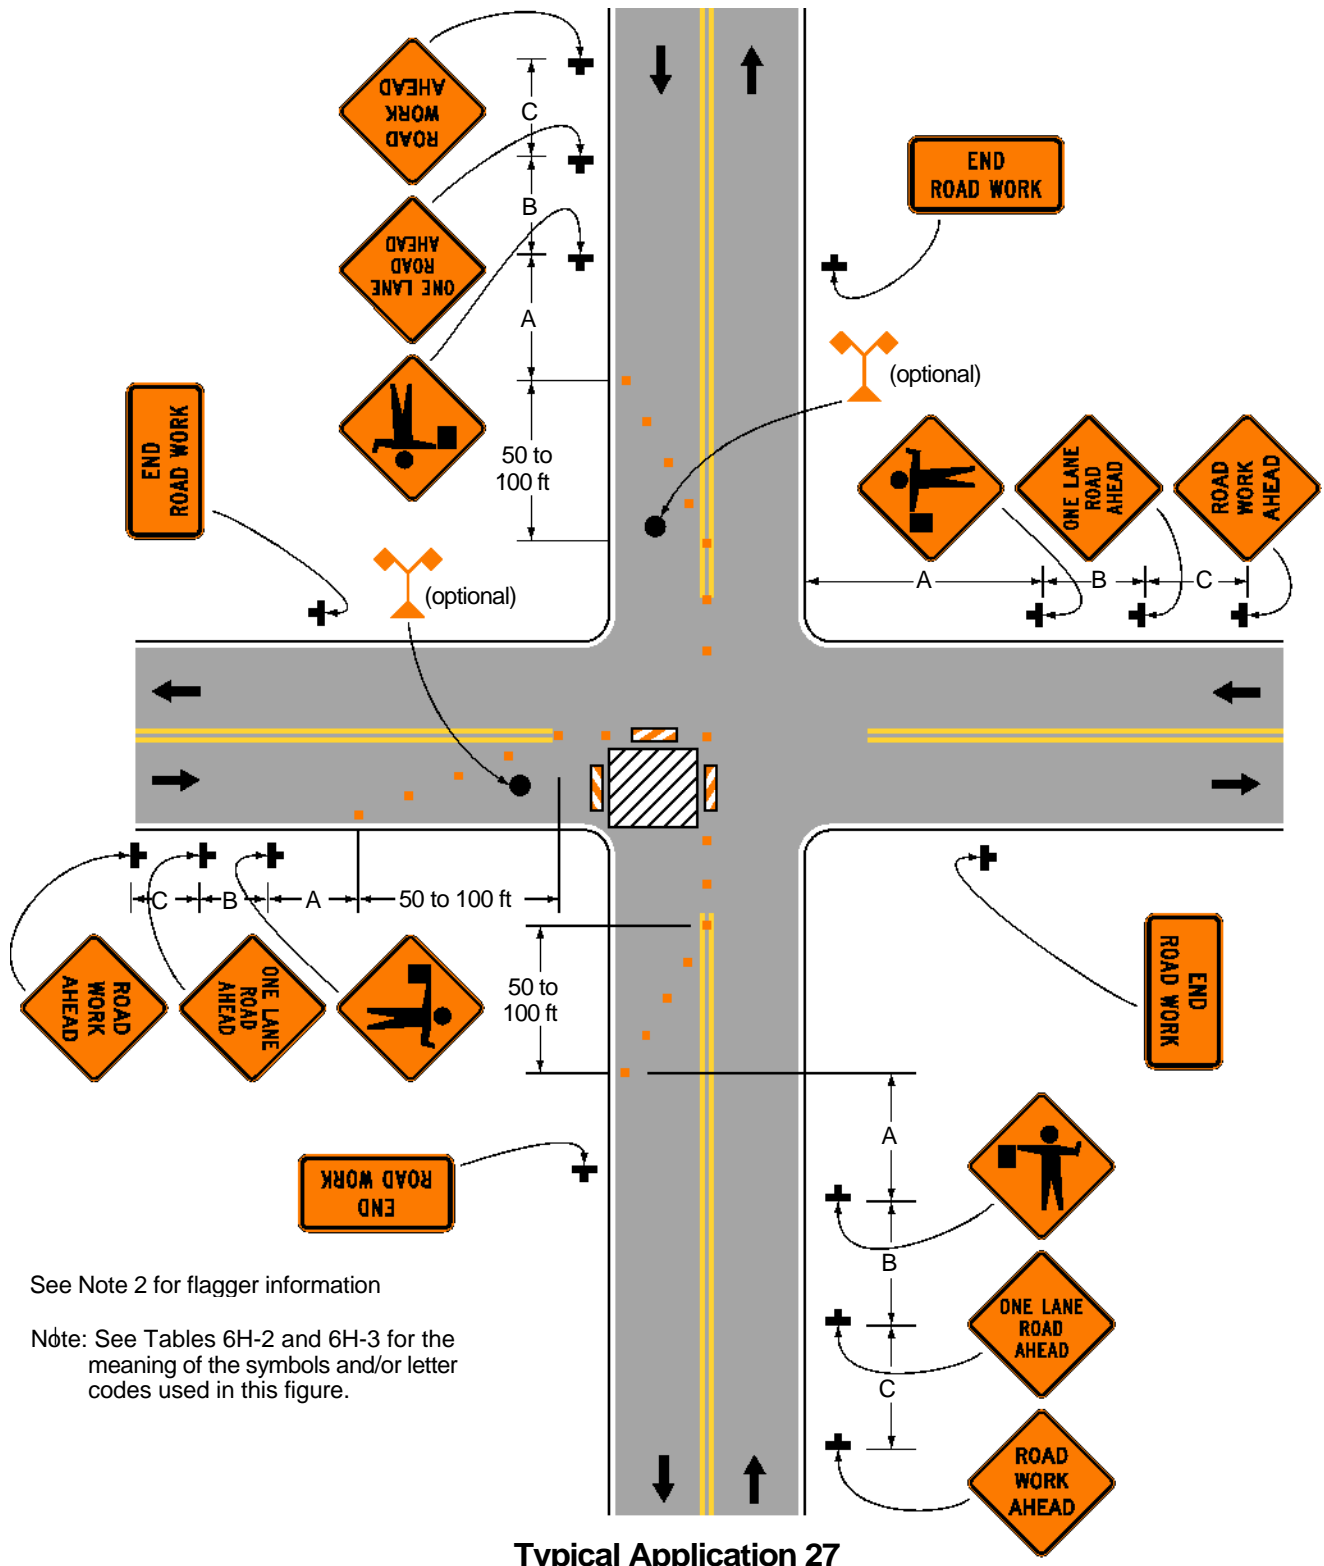 ROAD
WORK
AHEAD
C
END
ROAD WORK
B
ONE LANE
ROAD
AHEAD
A
(optional)
END
ROAD WORK
50 to
100 ft
ONE LANE
ROAD
AHEAD
ROAD
WORK
AHEAD
A
B
C
(optional)
C
B
A
50 to 100 ft
ROAD
WORK
AHEAD
ONE LANE
ROAD
AHEAD
50 to
100 ft
END
ROAD WORK
A
END
ROAD WORK
B
See Note 2 for flagger information
ONE LANE
ROAD
AHEAD
Note: See Tables 6H-2 and 6H-3 for the
meaning of the symbols and/or letter
codes used in this figure.
C
ROAD
WORK
AHEAD
Typical Application 27